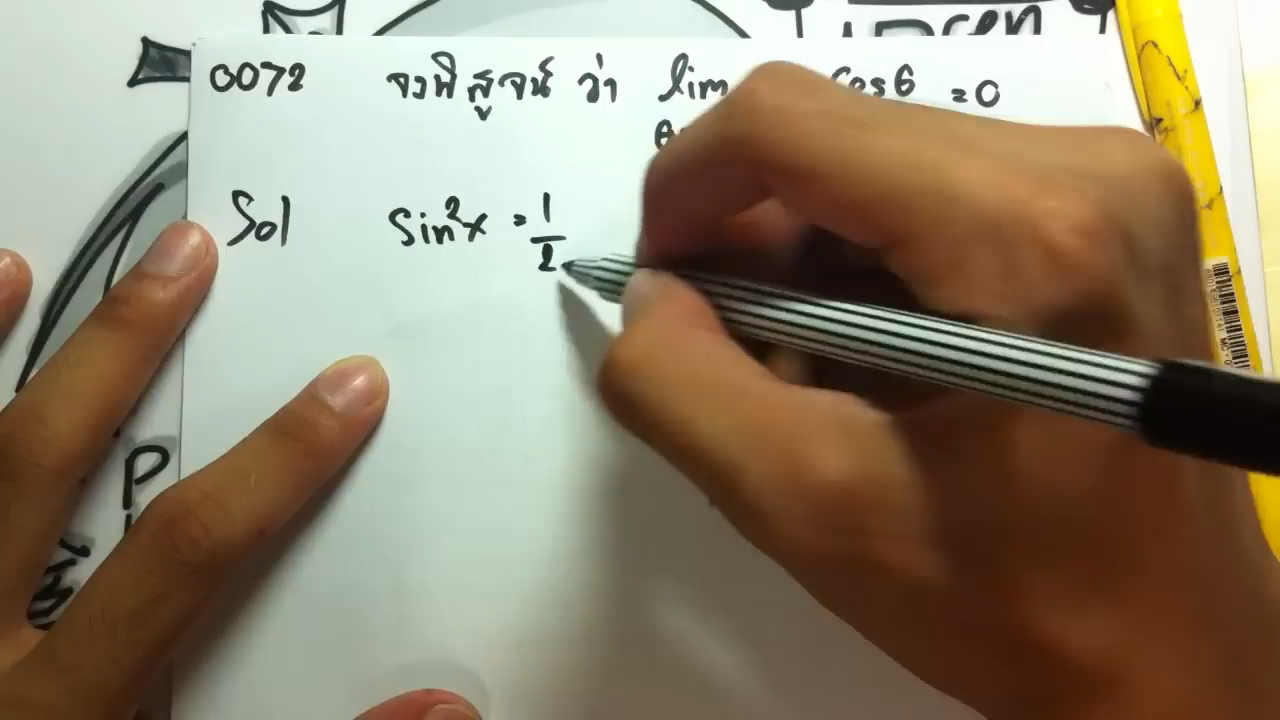 0072 จงพิสูจน์ ว่า lim cosθ = 0
θ
Sol Sin²x = 1/2